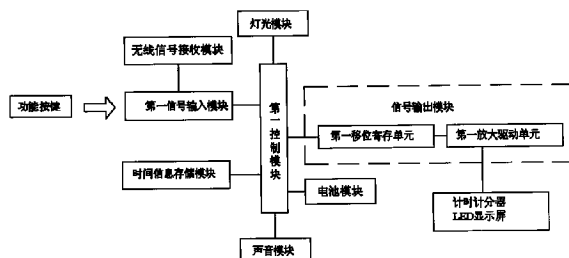 灯光模块
无线信号接收模块
功能按键
第一信号输入模块
第一控制模块
信号输出模块
第一移位寄存单元
第一放大驱动单元
时间信息存储模块
电池模块
计时计分器
LED显示屏
声音模块